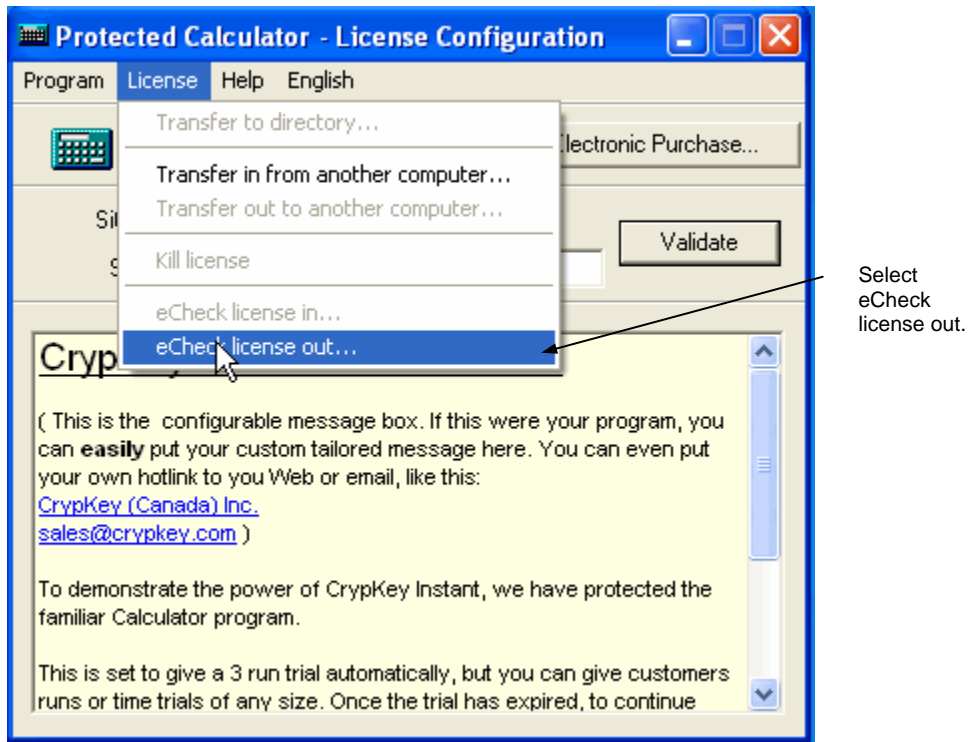 Protected Calculator - License Configuration
Program License Help English
Transfer to directory...
lectronic Purchase...
Transfer in from another computer...
Transfer out to another computer...
Sit
Validate
Kill license
S
eCheck license in...
eCheck license out...
Select
eCheck
license out.
Cryp
( This is the configurable message box. If this were your program, you
can easily put your custom tailored message here. You can even put
your own hotlink to you Web or email, like this:
CrypKey (Canada) Inc.
sales@crypkey.com )
To demonstrate the power of CrypKey Instant, we have protected the
familiar Calculator program.
This is set to give a 3 run trial automatically, but you can give customers
runs or time trials of any size. Once the trial has expired, to continue